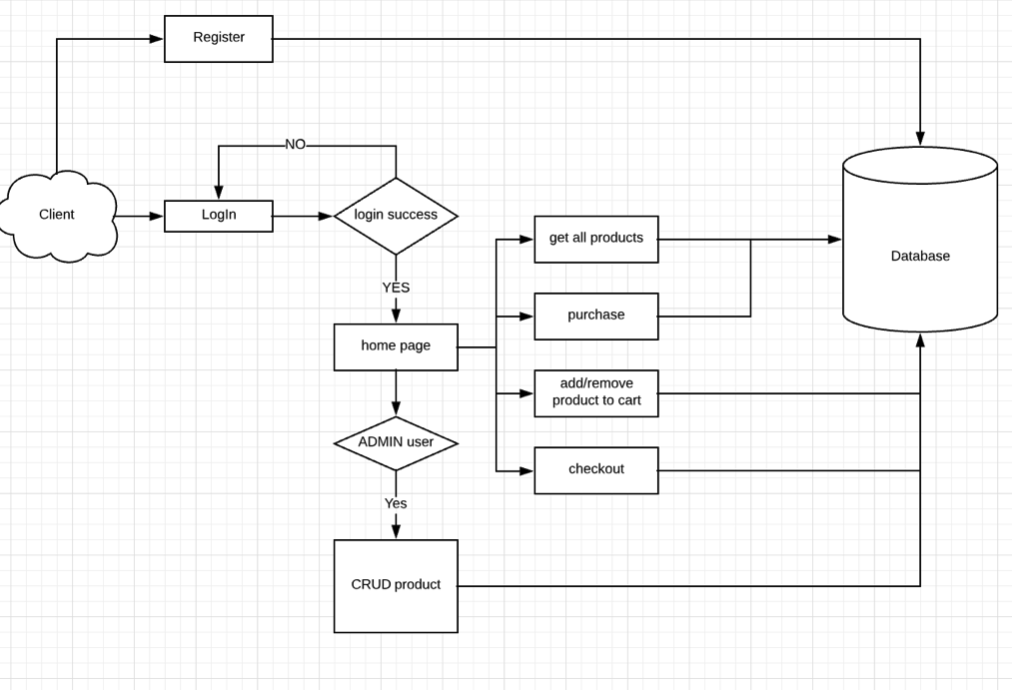 Register
NO
Client
LogIn
login success
get all products
Database
YES
purchase
home page
add/remove
product to cart
ADMIN user
checkout
Yes
CRUD product